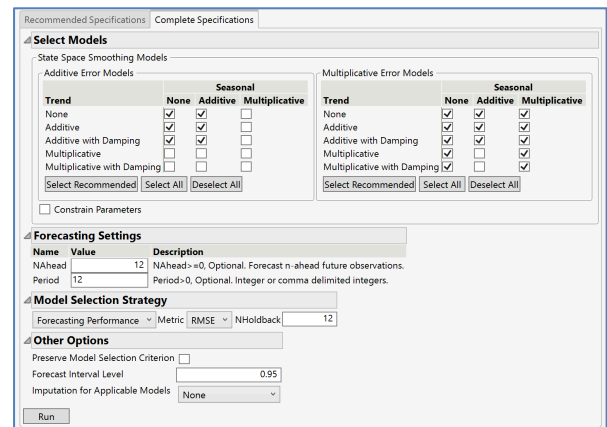 Recommended Specifications Complete Specifications
Select Models
State Space Smoothing Models
Additive Error Models
Seasonal
Trend None Additive Multiplicative
None
Additive
Additive with Damping
Multiplicative
Multiplicative with Damping
Select Recommended Select All Deselect All
Multiplicative Error Models
Seasonal
Trend None Additive Multiplicative
None
Additive
Additive with Damping
Multiplicative
Multiplicative with Damping
Select Recommended Select All Deselect All
Constrain Parameters
Forecasting Settings
Name Value Description
NAhead 12 NAhead>=0, Optional. Forecast n-ahead future observations.
Period 12 Period>0, Optional. Integer or comma delimited integers.
Model Selection Strategy
Forecasting Performance Metric RMSE NHoldback 12
Other Options
Preserve Model Selection Criterion
Forecast Interval Level 0.95
Imputation for Applicable Models None
Run